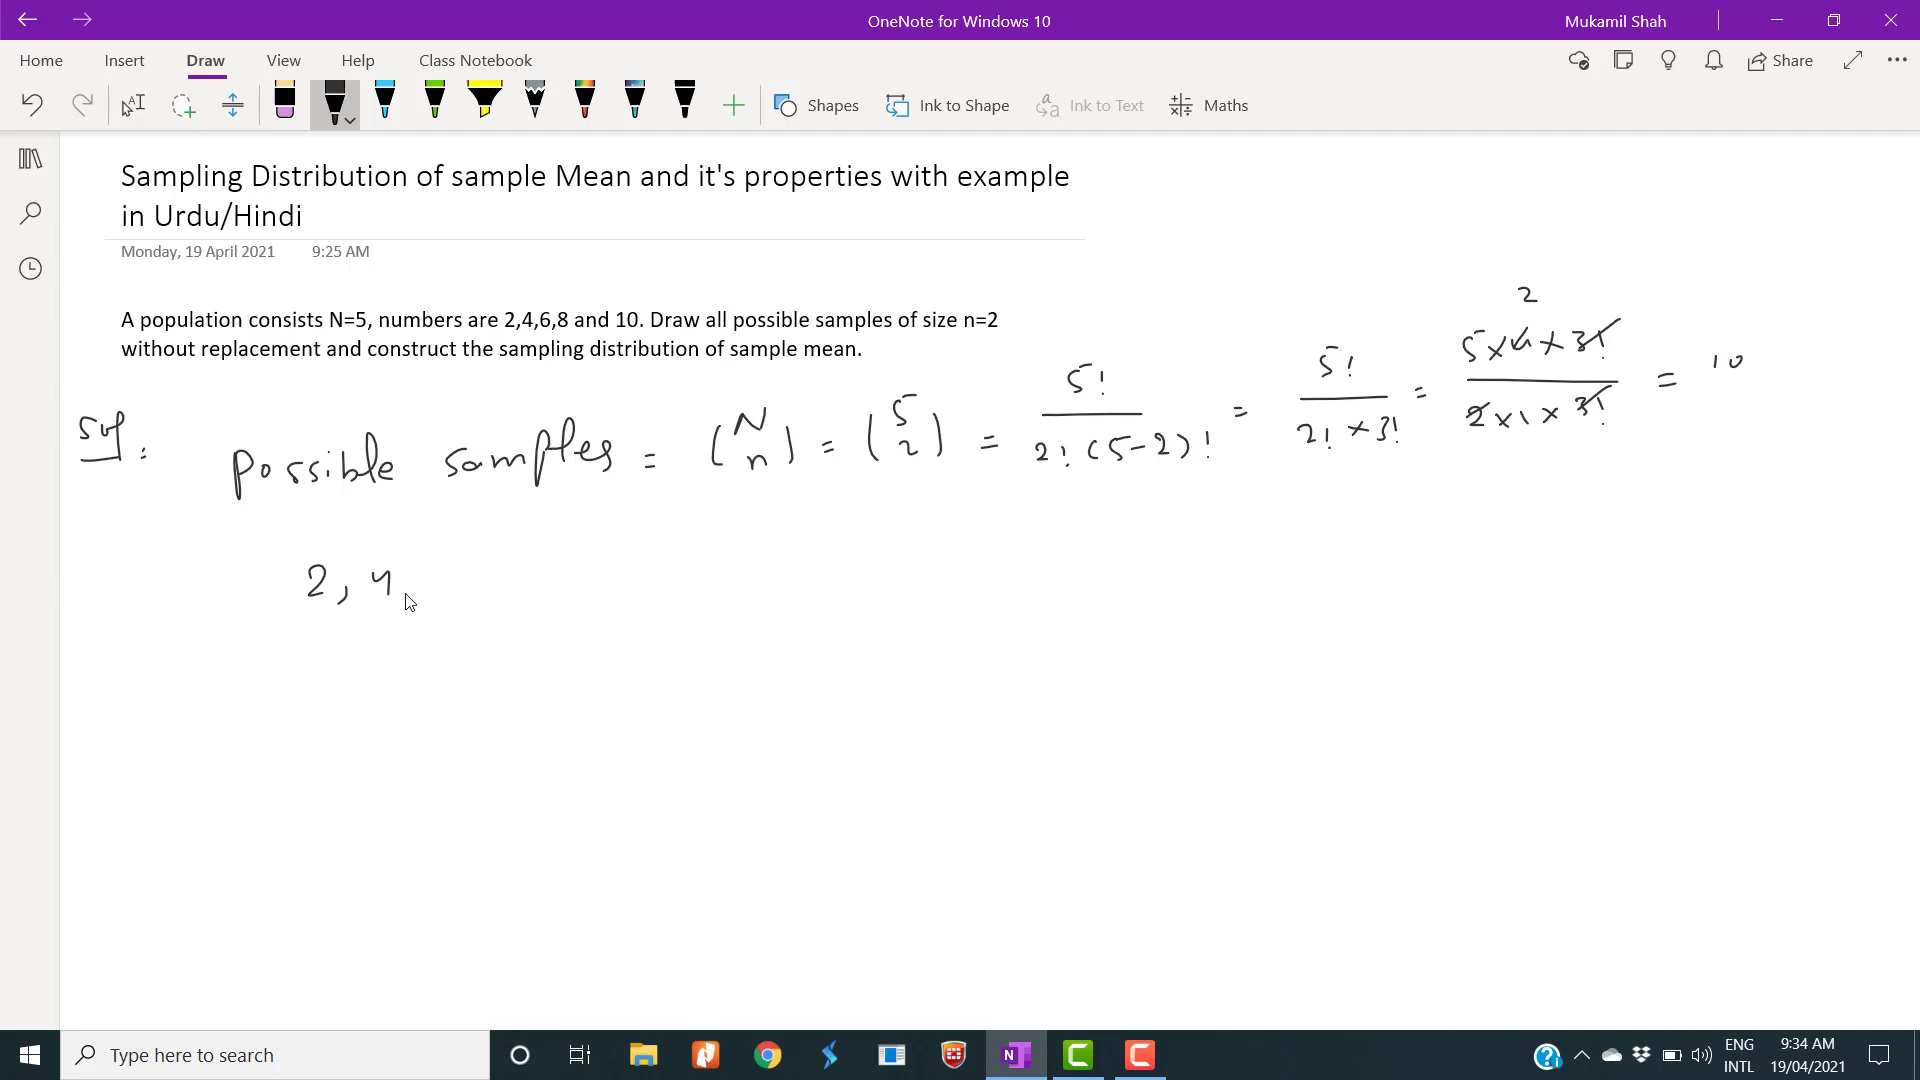 OneNote for Windows 10
Mukamil Shah
Home Insert Draw View Help Class Notebook
Share
Shapes Ink to Shape Ink to Text Maths
Sampling Distribution of sample Mean and it's properties with example
in Urdu/Hindi
Monday, 19 April 2021 9:25 AM
A population consists N=5, numbers are 2,4,6,8 and 10. Draw all possible samples of size n=2
without replacement and construct the sampling distribution of sample mean.
Sol: possible samples = (N n) = (5 2) = 5! / 2! (5-2)! = 5! / 2! × 3! = 5×4×3! / 2×1×3! = 10
2
2, 4
Type here to search
ENG
INTL
9:34 AM
19/04/2021